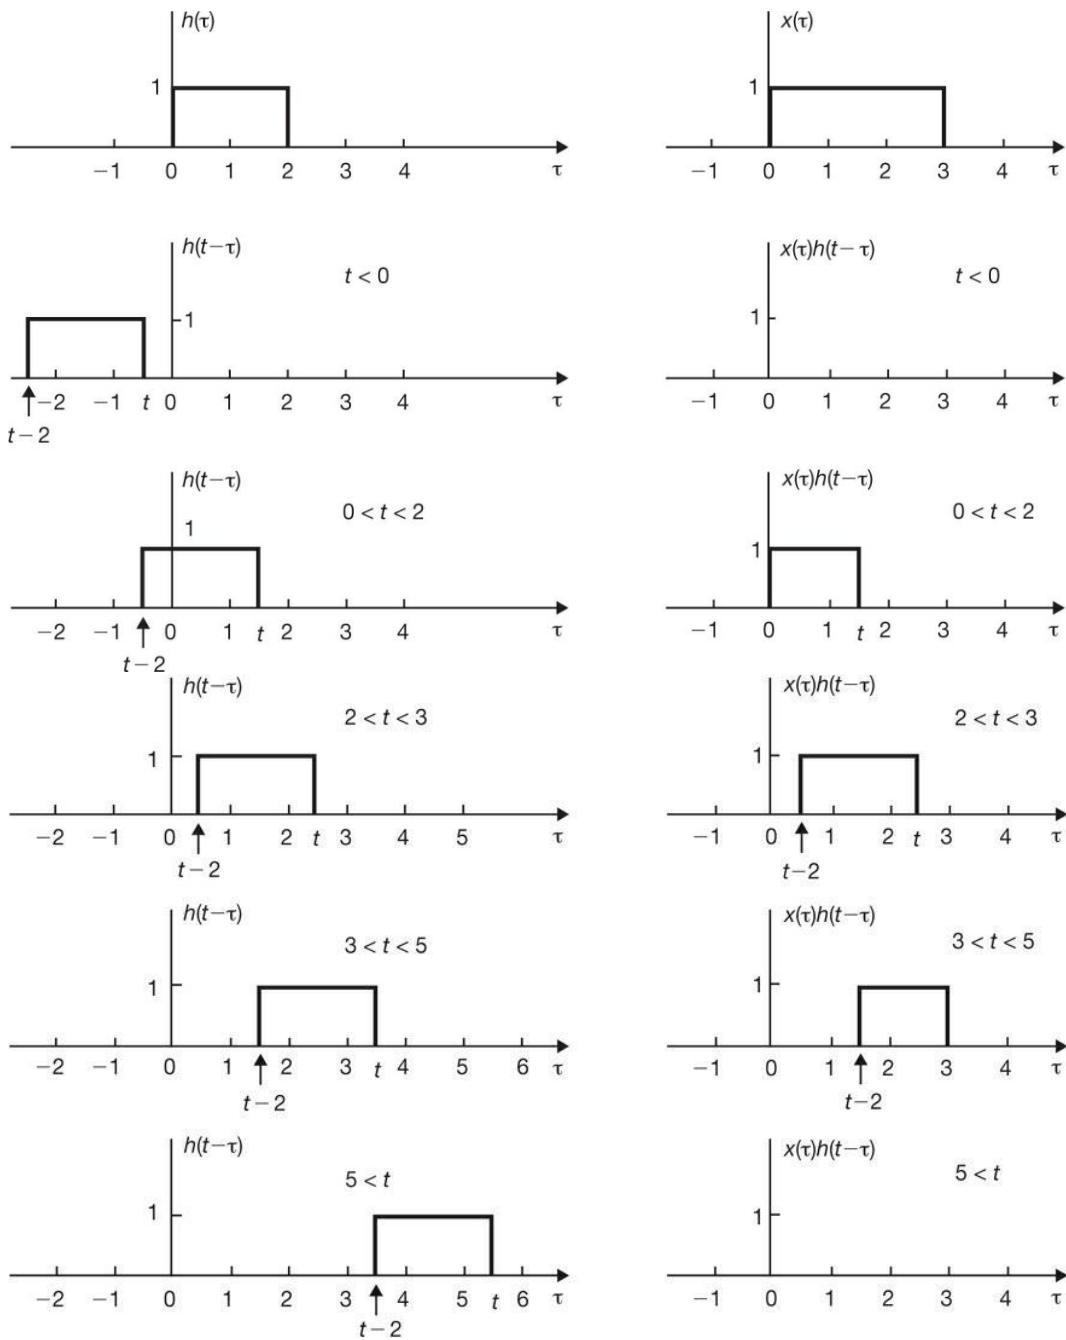 h(τ)
1
−1 0 1 2 3 4 τ
x(τ)
1
−1 0 1 2 3 4 τ
h(t−τ)
t < 0
1
−2 −1 t 0 1 2 3 4 τ
t−2
x(τ)h(t−τ)
t < 0
1
−1 0 1 2 3 4 τ
h(t−τ)
0 < t < 2
1
−2 −1 0 1 t 2 3 4 τ
t−2
x(τ)h(t−τ)
0 < t < 2
1
−1 0 1 t 2 3 4 τ
h(t−τ)
2 < t < 3
1
−2 −1 0 1 2 t 3 4 5 τ
t−2
x(τ)h(t−τ)
2 < t < 3
1
−1 0 1 2 t 3 4 τ
t−2
h(t−τ)
3 < t < 5
1
−2 −1 0 1 2 3 t 4 5 6 τ
t−2
x(τ)h(t−τ)
3 < t < 5
1
−1 0 1 2 3 4 τ
t−2
h(t−τ)
5 < t
1
−2 −1 0 1 2 3 4 5 t 6 τ
t−2
x(τ)h(t−τ)
5 < t
1
−1 0 1 2 3 4 τ